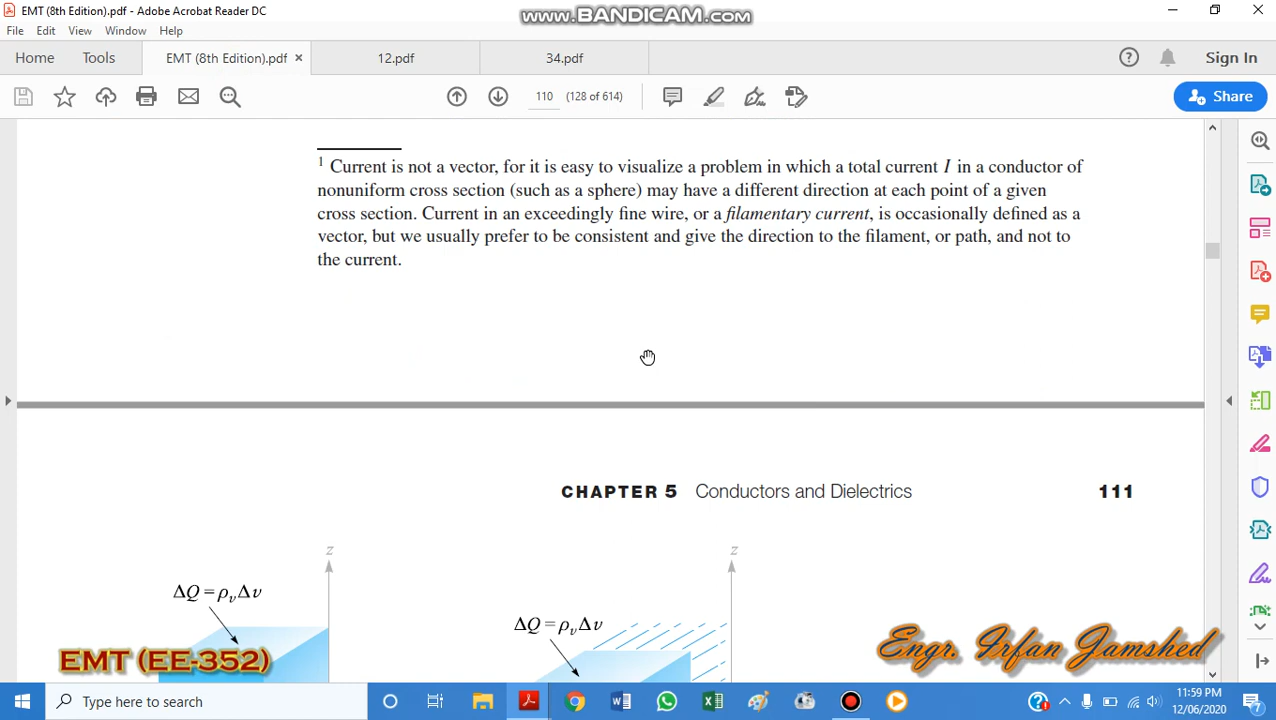 EMT (8th Edition).pdf - Adobe Acrobat Reader DC
www.BANDICAM.com
File Edit View Window Help
Home Tools EMT (8th Edition).pdf × 12.pdf 34.pdf Sign In
110 (128 of 614) Share
1 Current is not a vector, for it is easy to visualize a problem in which a total current I in a conductor of
nonuniform cross section (such as a sphere) may have a different direction at each point of a given
cross section. Current in an exceedingly fine wire, or a filamentary current, is occasionally defined as a
vector, but we usually prefer to be consistent and give the direction to the filament, or path, and not to
the current.
CHAPTER 5 Conductors and Dielectrics 111
z z
ΔQ = ρvΔv
ΔQ = ρvΔv
EMT (EE-352) Engr. Irfan Jamshed
Type here to search
11:59 PM
12/06/2020
7